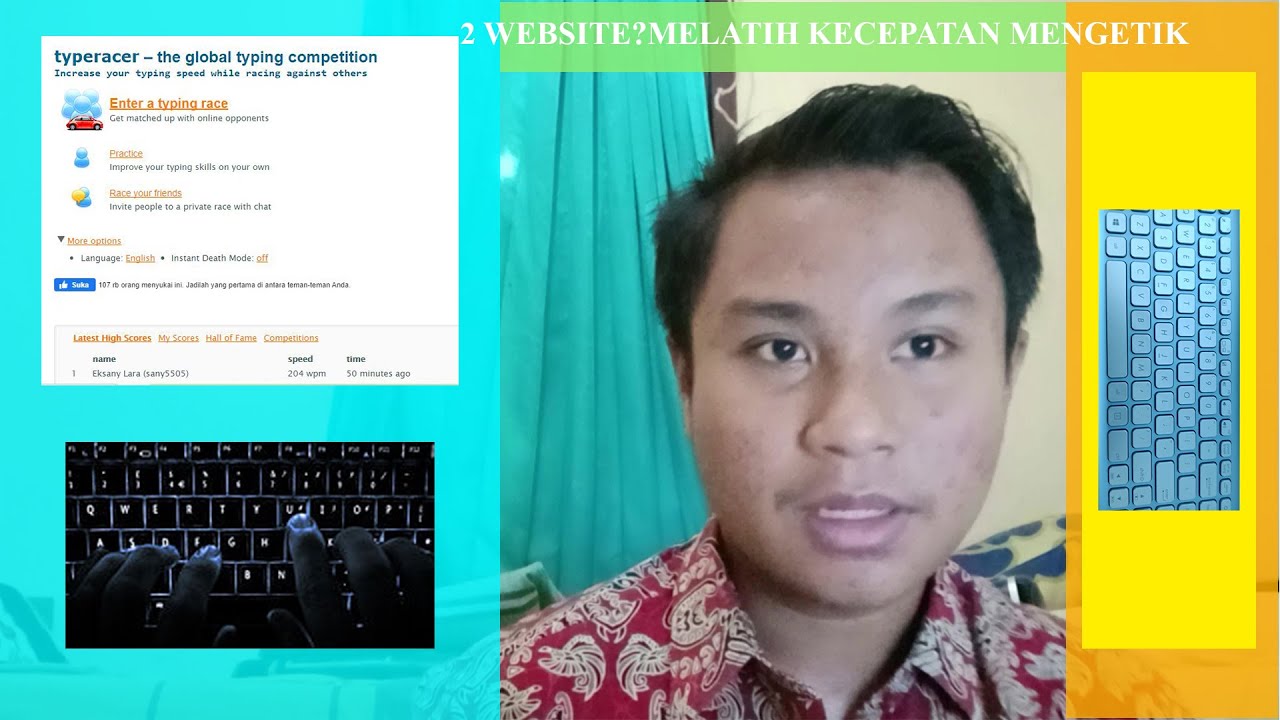 2 WEBSITE?MELATIH KECEPATAN MENGETIK
typeracer – the global typing competition
Increase your typing speed while racing against others
Enter a typing race
Get matched up with online opponents
Practice
Improve your typing skills on your own
Race your friends
Invite people to a private race with chat
More options
• Language: English • Instant Death Mode: off
Suka 107 rb orang menyukai ini. Jadilah yang pertama di antara teman-teman Anda.
Latest High Scores My Scores Hall of Fame Competitions
name speed time
1 Eksany Lara (sany5505) 204 wpm 50 minutes ago
Q W E R T Y U I O P
A S D F G H K
B N